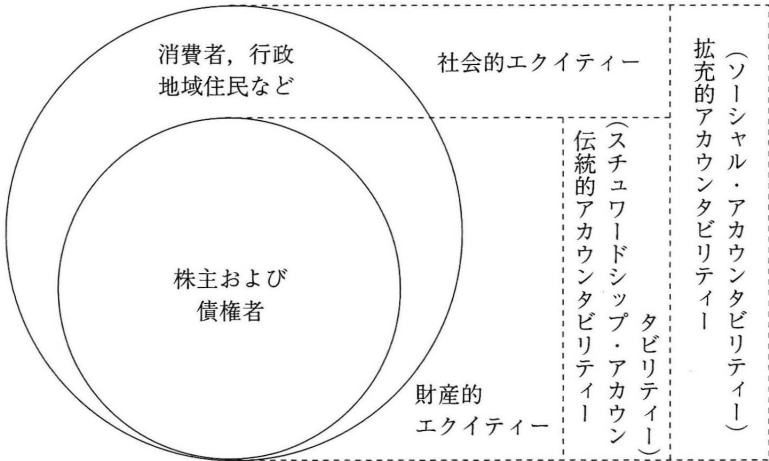 消費者，行政
地域住民など
社会的エクイティー
株主および
債権者
財産的
エクイティー
伝統的アカウンタビリティー
(スチュワードシップ・アカウン
タビリティー)
拡充的アカウンタビリティー
(ソーシャル・アカウンタビリティー)